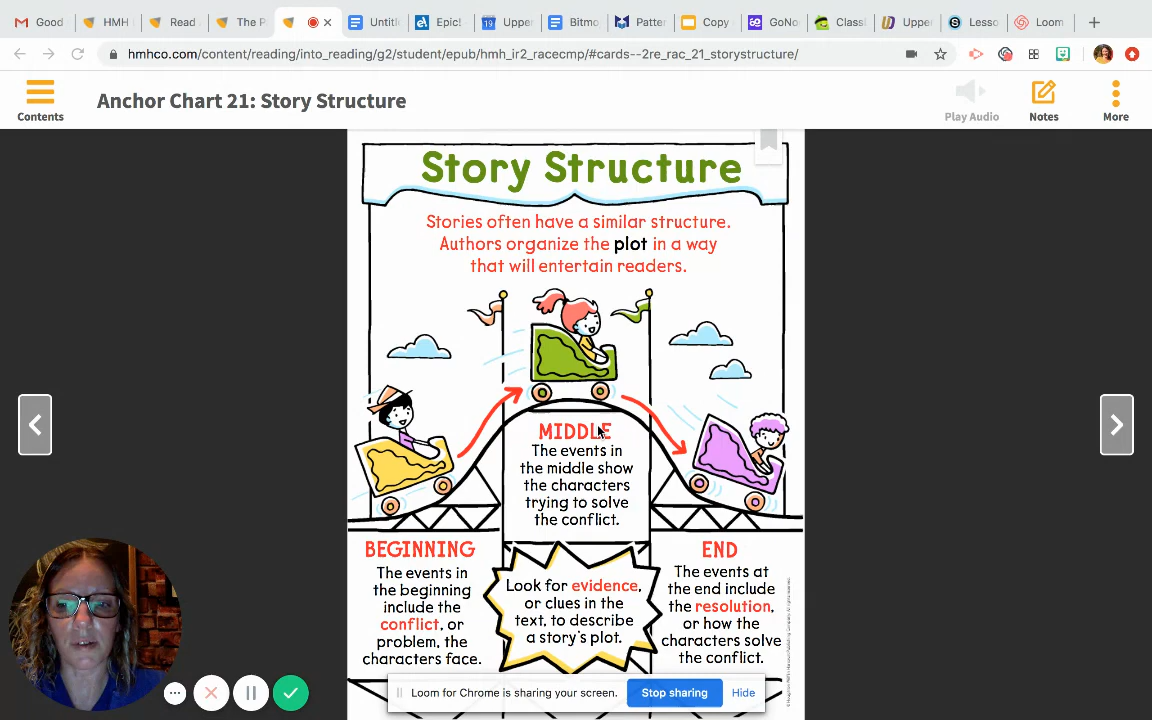 Good
HMH
Read
The P
Untitl
Epic!
Upper
Bitmo
Patter
Copy
GoNo
Classl
Upper
Lesso
Loom
hmhco.com/content/reading/into_reading/g2/student/epub/hmh_ir2_racecmp/#cards--2re_rac_21_storystructure/
Contents
Anchor Chart 21: Story Structure
Play Audio
Notes
More
Story Structure
Stories often have a similar structure.
Authors organize the plot in a way
that will entertain readers.
MIDDLE
The events in
the middle show
the characters
trying to solve
the conflict.
BEGINNING
The events in
the beginning
include the
conflict, or
problem, the
characters face.
Look for evidence,
or clues in the
text, to describe
a story's plot.
END
The events at
the end include
the resolution,
or how the
characters solve
the conflict.
Loom for Chrome is sharing your screen.
Stop sharing
Hide